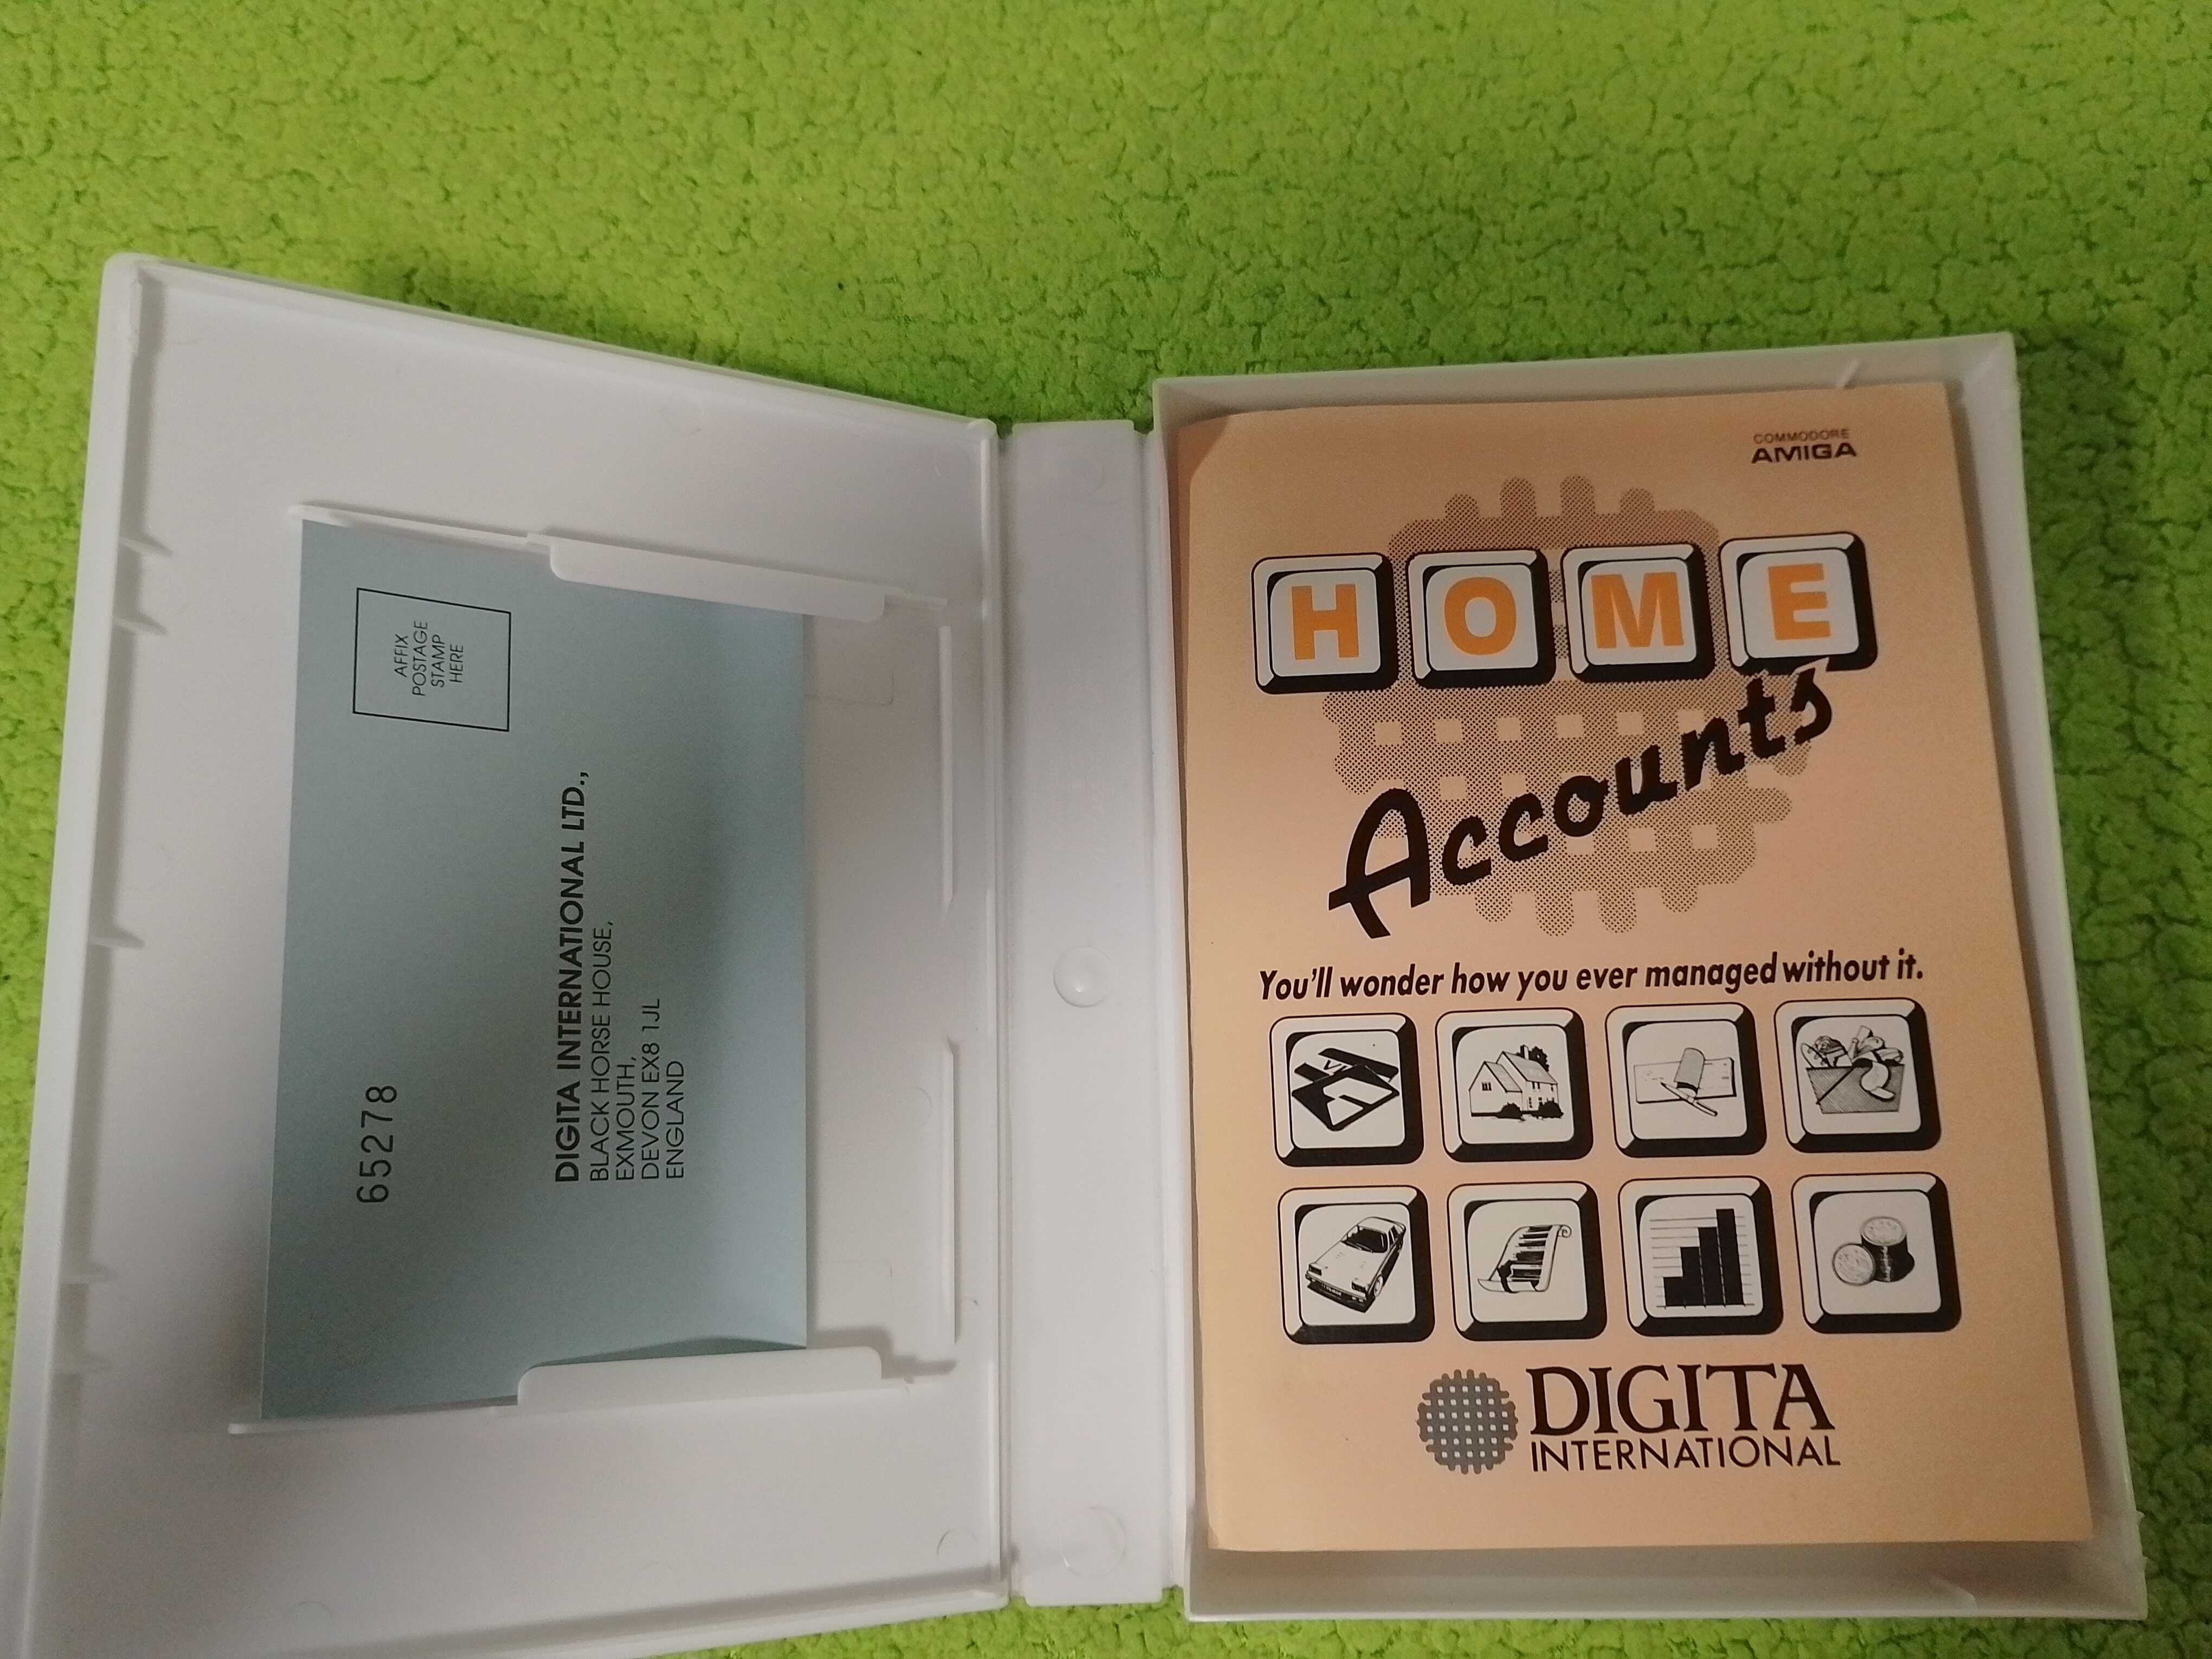 AFFIX
POSTAGE
STAMP
HERE
65278
DIGITA INTERNATIONAL LTD.,
BLACK HORSE HOUSE,
EXMOUTH,
DEVON EX8 1JL
ENGLAND
COMMODORE
AMIGA
HOME
Accounts
You'll wonder how you ever managed without it.
DIGITA
INTERNATIONAL